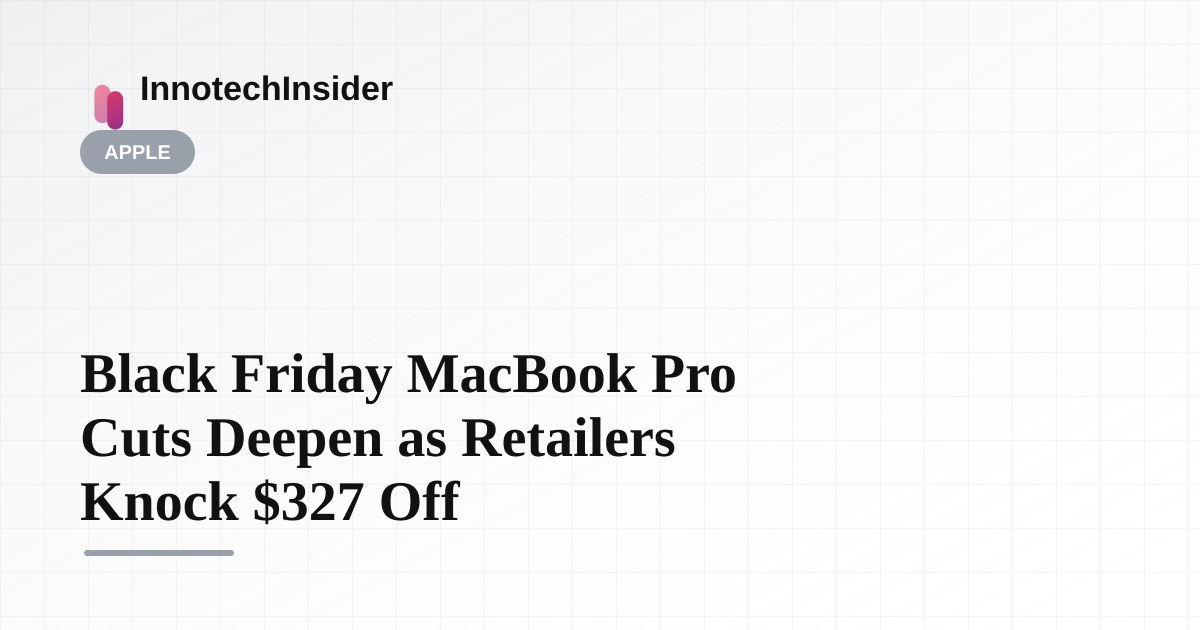 InnotechInsider
APPLE
Black Friday MacBook Pro
Cuts Deepen as Retailers
Knock $327 Off